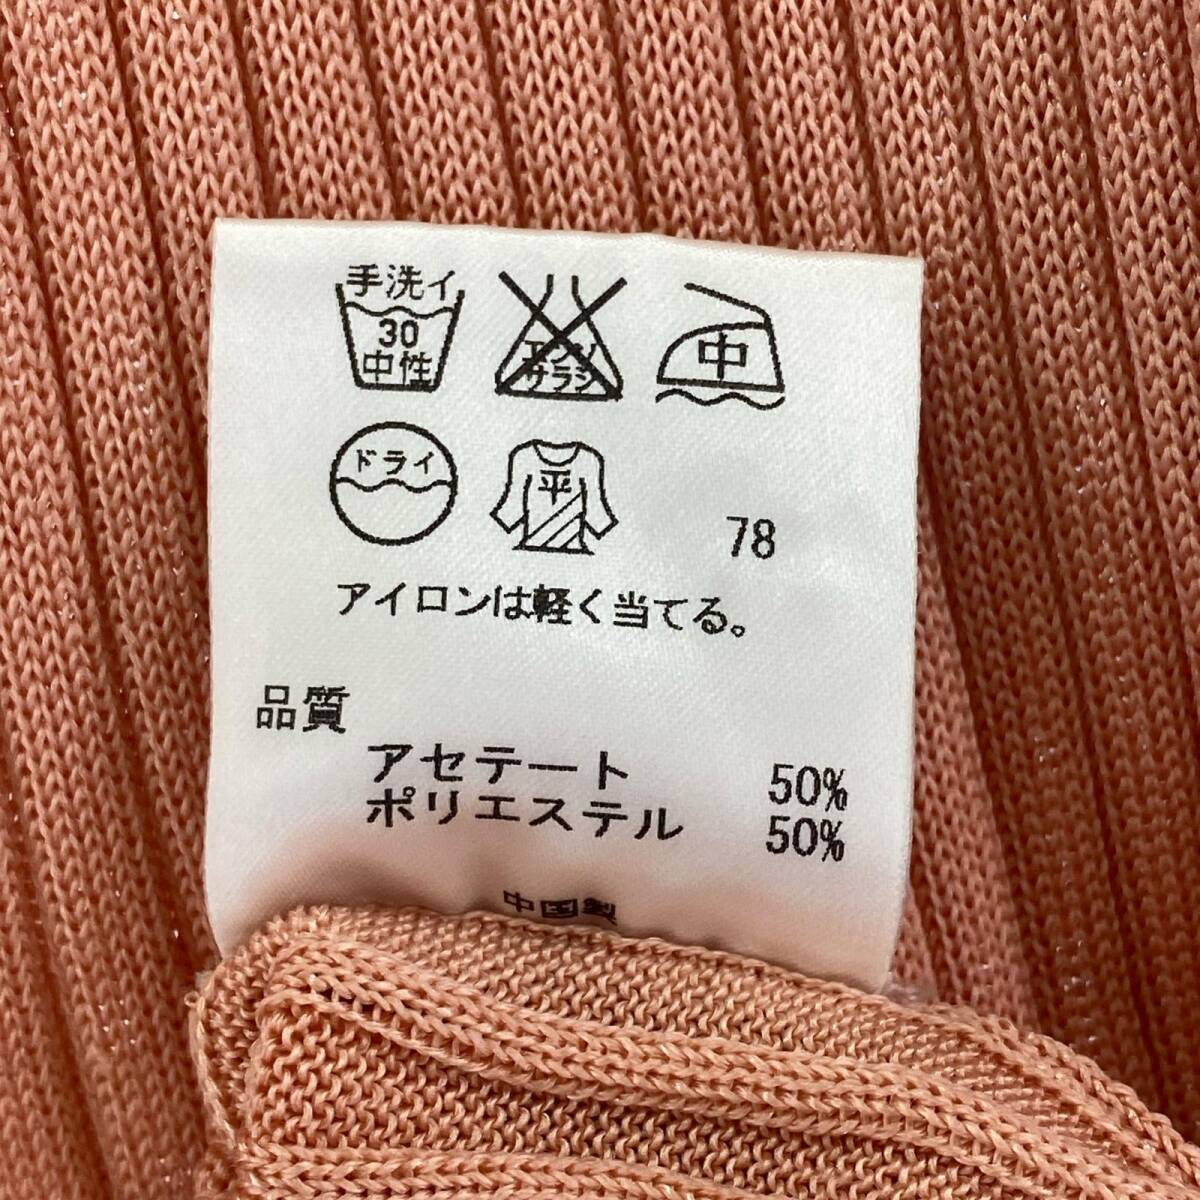 手洗イ
30
中性
エンソ
サラシ
中
ドライ
平
78
アイロンは軽く当てる。
品質
アセテート 50%
ポリエステル 50%
中国製